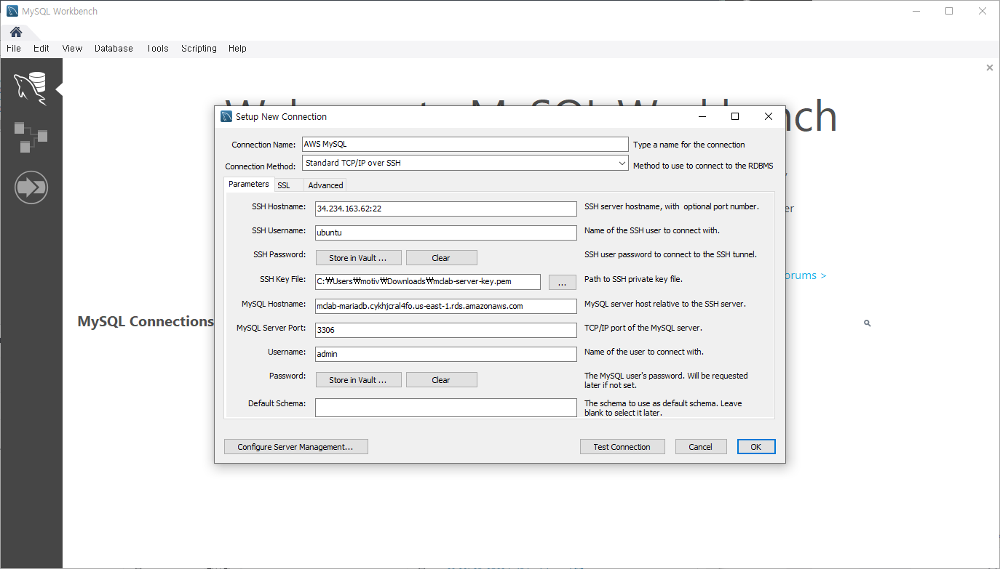 MySQL Workbench
File Edit View Database Tools Scripting Help
Setup New Connection
Connection Name: AWS MySQL Type a name for the connection
Connection Method: Standard TCP/IP over SSH Method to use to connect to the RDBMS
Parameters SSL Advanced
SSH Hostname: 34.234.163.62:22 SSH server hostname, with optional port number.
SSH Username: ubuntu Name of the SSH user to connect with.
SSH Password: Store in Vault ... Clear SSH user password to connect to the SSH tunnel.
SSH Key File: C:₩Users₩motiv₩Downloads₩mclab-server-key.pem ... Path to SSH private key file.
MySQL Hostname: mclab-mariadb.cykhjcral4fo.us-east-1.rds.amazonaws.com MySQL server host relative to the SSH server.
MySQL Server Port: 3306 TCP/IP port of the MySQL server.
Username: admin Name of the user to connect with.
Password: Store in Vault ... Clear The MySQL user's password. Will be requested
later if not set.
Default Schema: The schema to use as default schema. Leave
blank to select it later.
Configure Server Management... Test Connection Cancel OK
MySQL Connections